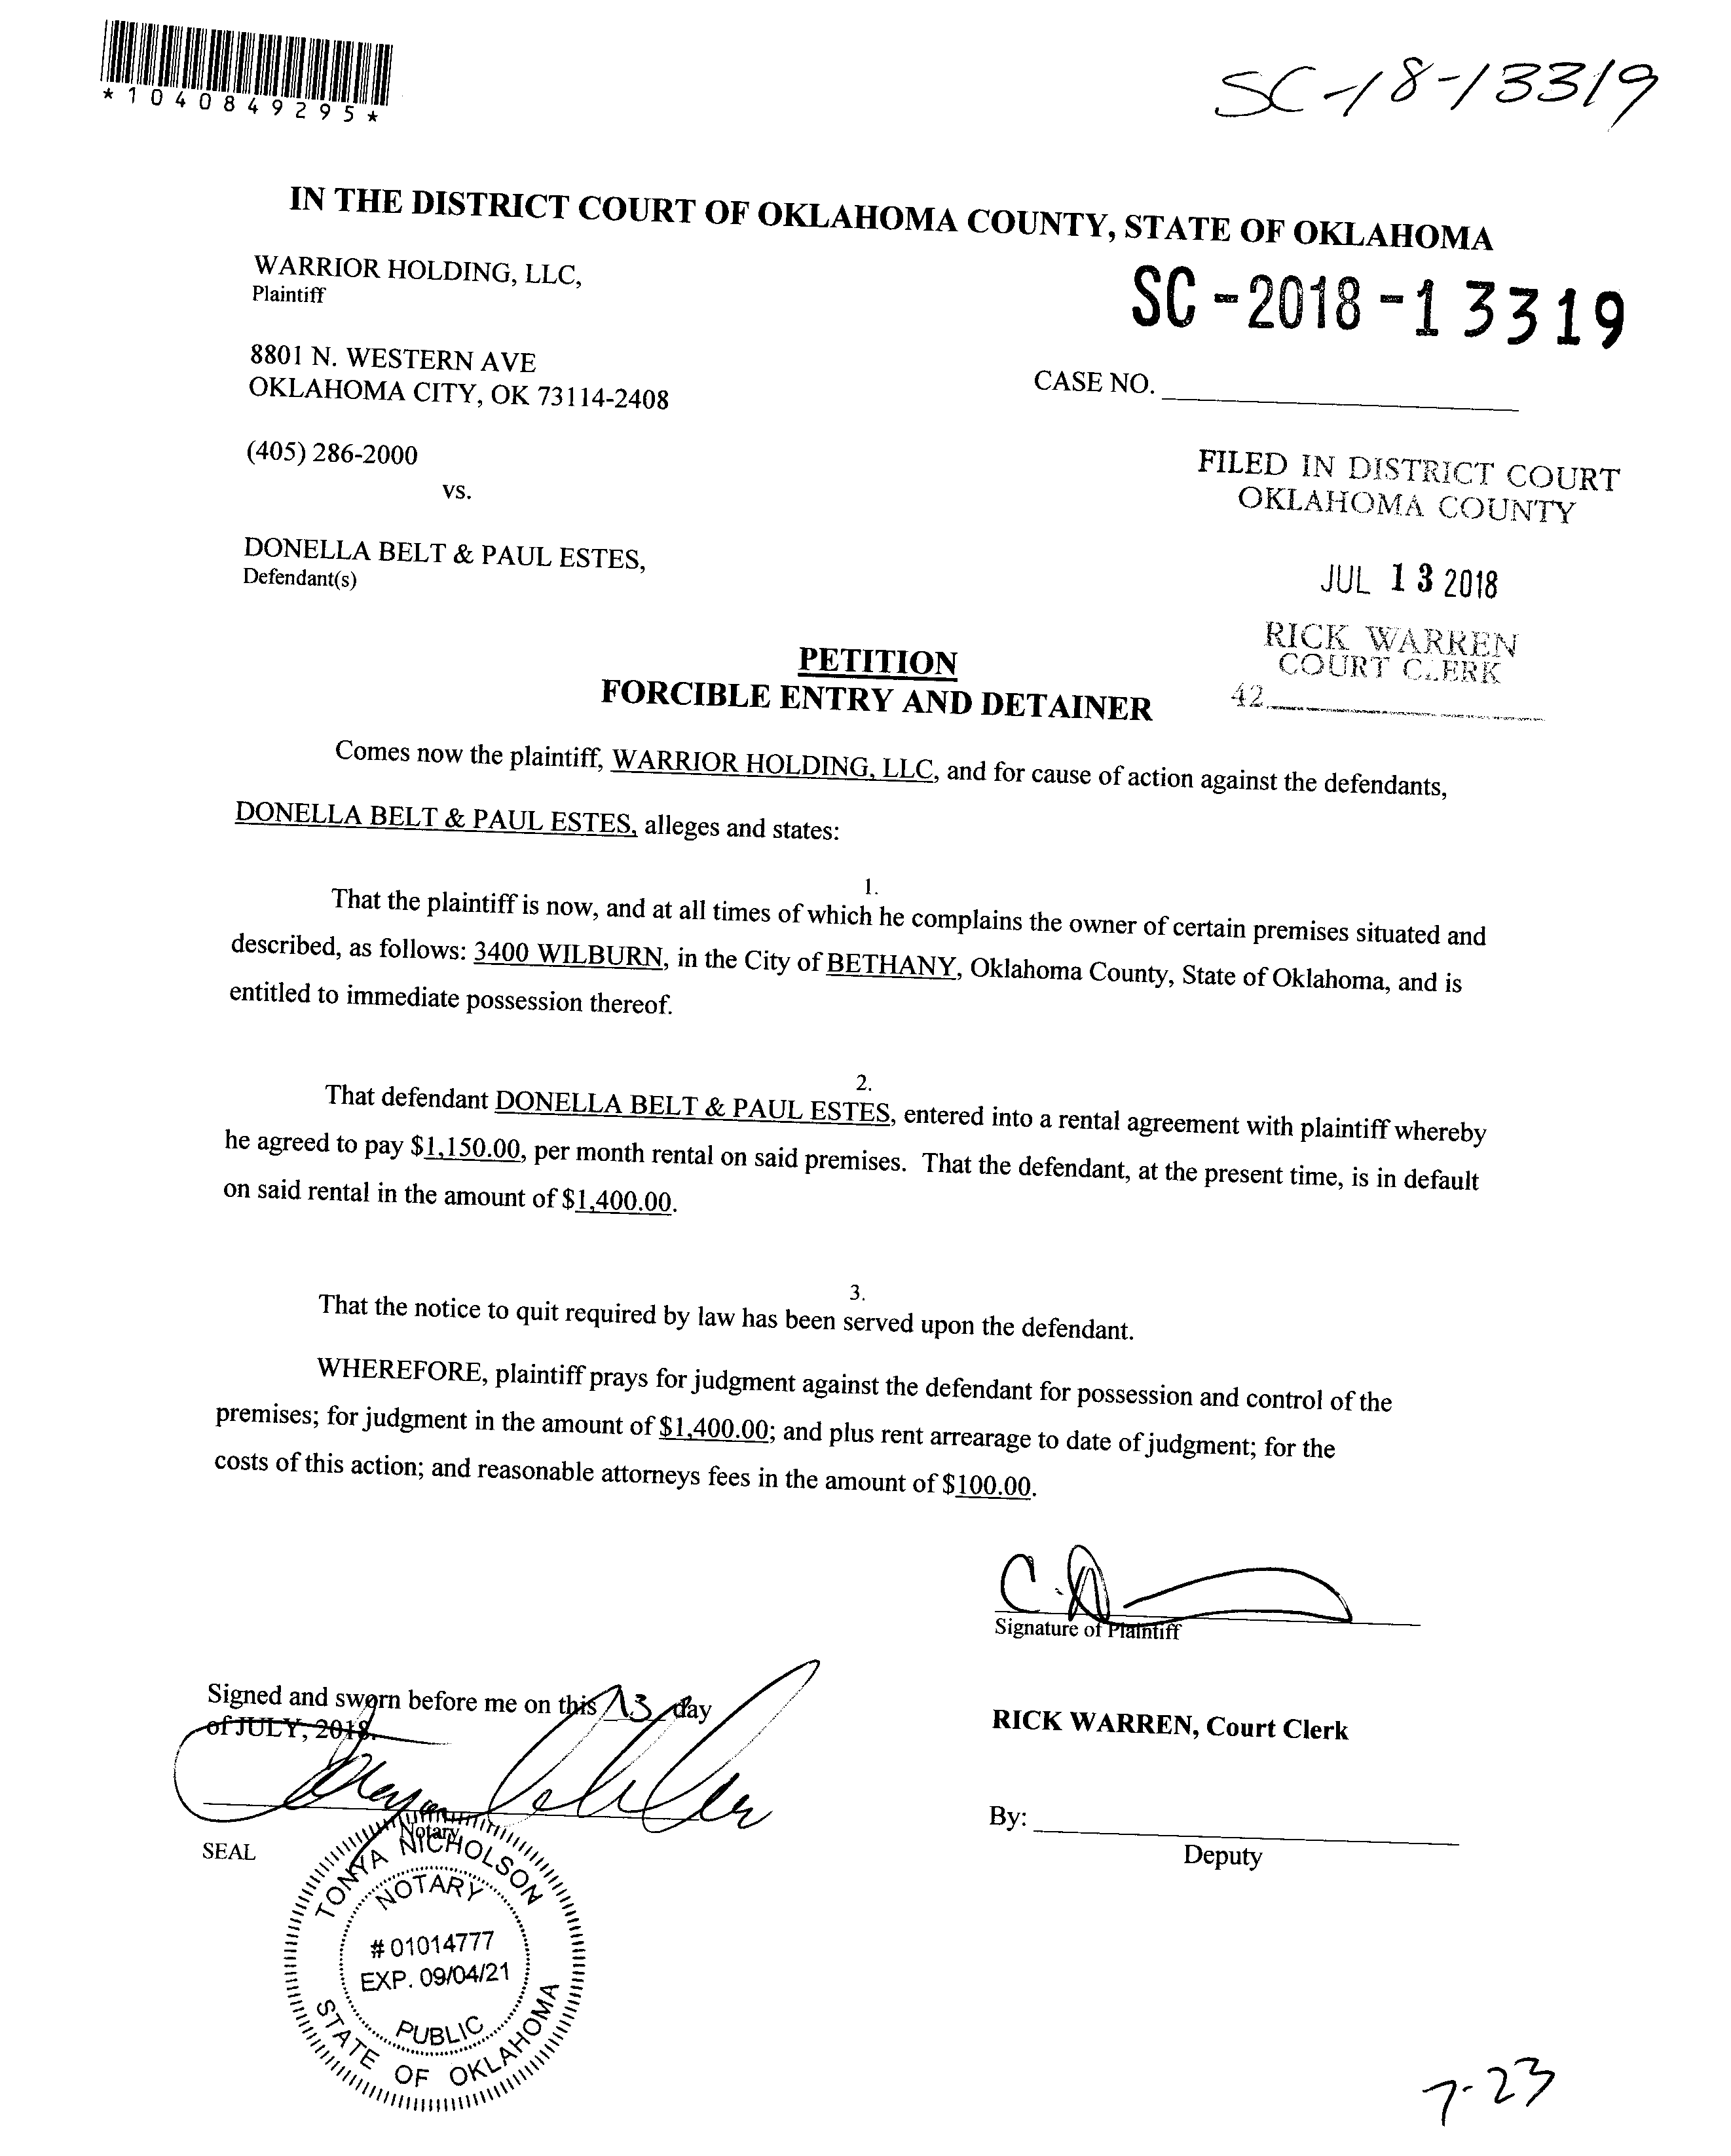 *1040849295*
SC-18-13319
IN THE DISTRICT COURT OF OKLAHOMA COUNTY, STATE OF OKLAHOMA
WARRIOR HOLDING, LLC,
Plaintiff
SC-2018-13319
8801 N. WESTERN AVE
OKLAHOMA CITY, OK 73114-2408
CASE NO.
(405) 286-2000
vs.
FILED IN DISTRICT COURT
OKLAHOMA COUNTY
DONELLA BELT & PAUL ESTES,
Defendant(s)
JUL 13 2018
RICK WARREN
COURT CLERK
42
PETITION
FORCIBLE ENTRY AND DETAINER
Comes now the plaintiff, WARRIOR HOLDING, LLC, and for cause of action against the defendants,
DONELLA BELT & PAUL ESTES, alleges and states:
1.
That the plaintiff is now, and at all times of which he complains the owner of certain premises situated and
described, as follows: 3400 WILBURN, in the City of BETHANY, Oklahoma County, State of Oklahoma, and is
entitled to immediate possession thereof.
2.
That defendant DONELLA BELT & PAUL ESTES, entered into a rental agreement with plaintiff whereby
he agreed to pay $1,150.00, per month rental on said premises. That the defendant, at the present time, is in default
on said rental in the amount of $1,400.00.
3.
That the notice to quit required by law has been served upon the defendant.
WHEREFORE, plaintiff prays for judgment against the defendant for possession and control of the
premises; for judgment in the amount of $1,400.00; and plus rent arrearage to date of judgment; for the
costs of this action; and reasonable attorneys fees in the amount of $100.00.
Signature of Plaintiff
Signed and sworn before me on this 13 day
of JULY, 2018.
RICK WARREN, Court Clerk
Notary
By:
Deputy
SEAL
TONYA NICHOLSON
NOTARY
# 01014777
EXP. 09/04/21
PUBLIC
STATE OF OKLAHOMA
7-23